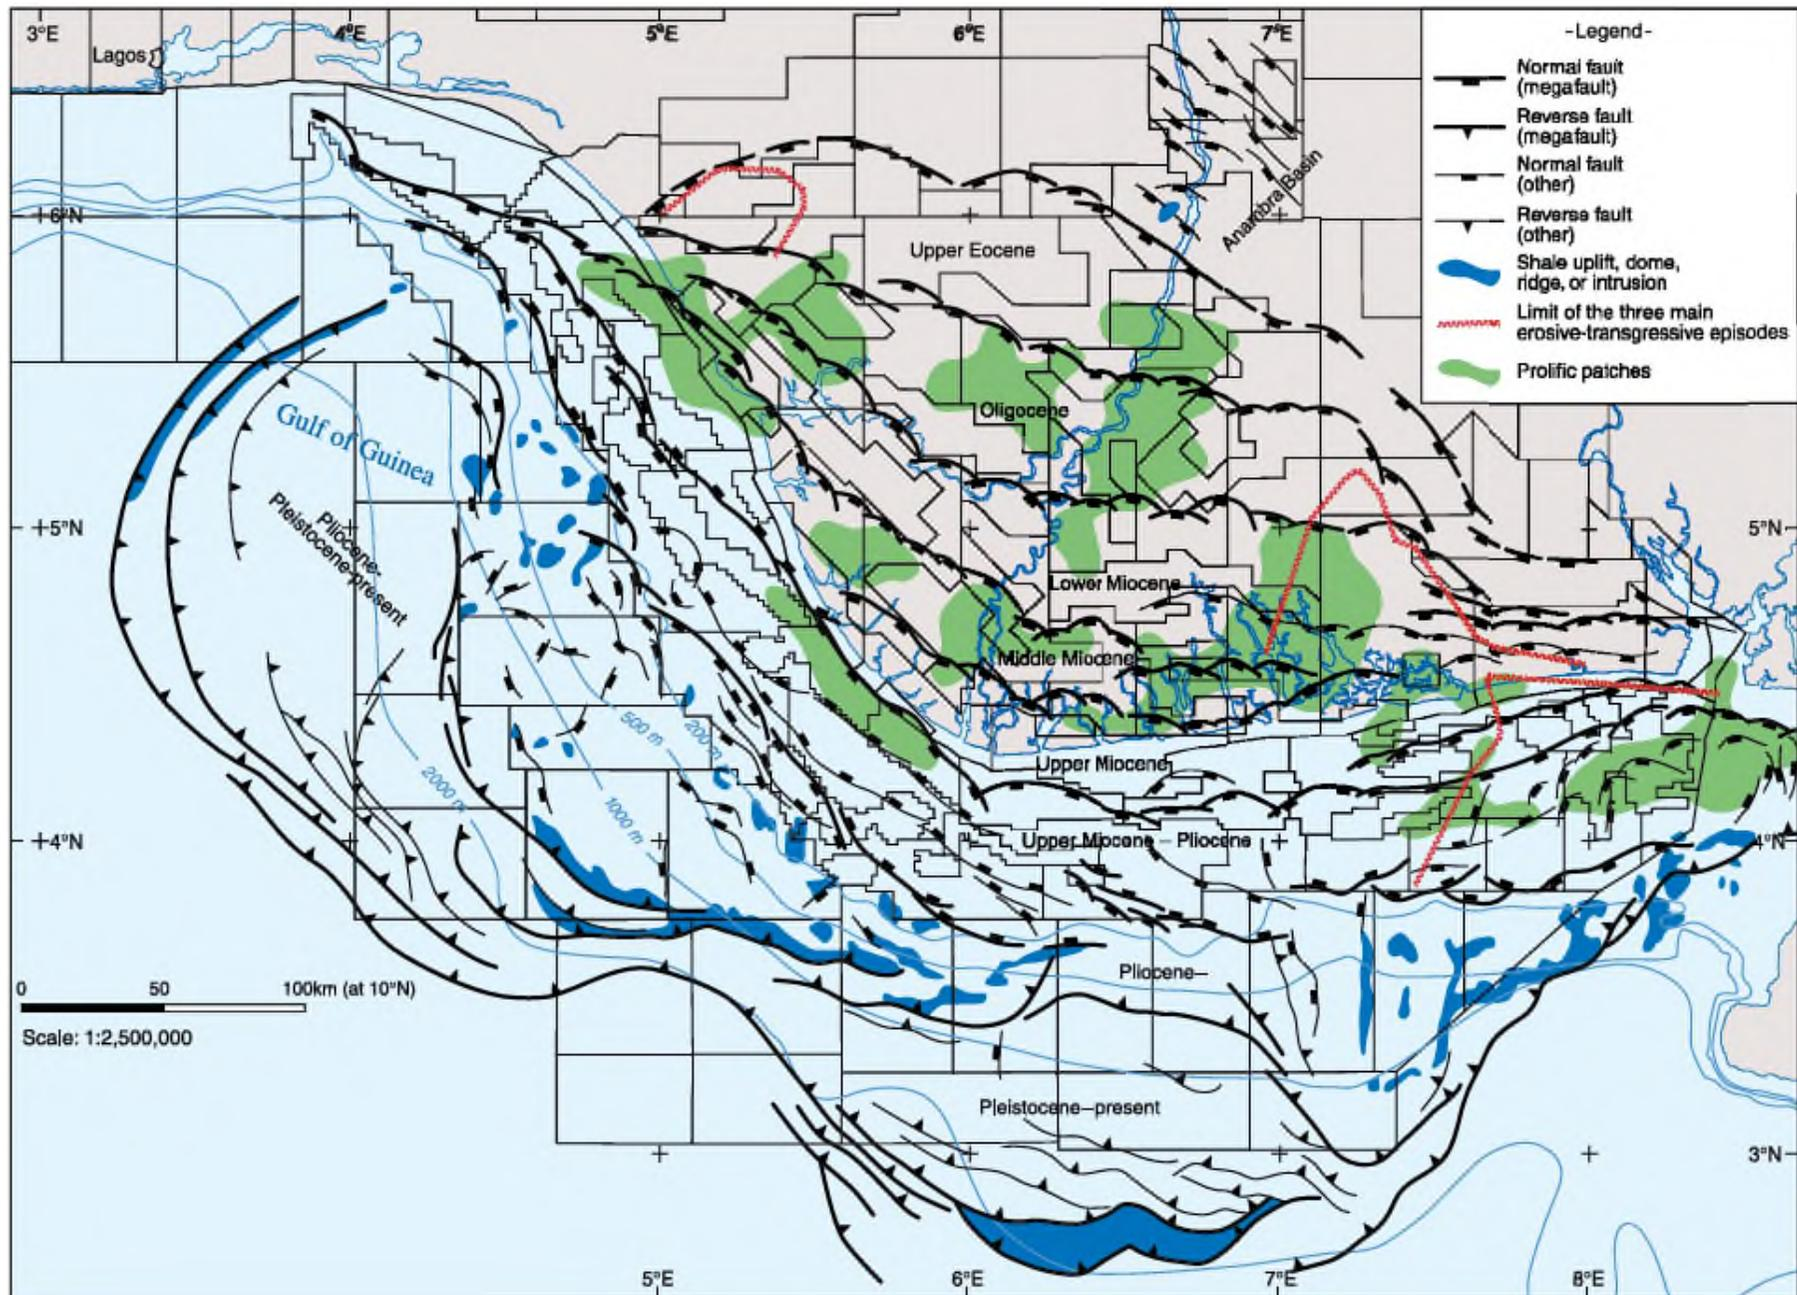 3°E
4°E
5°E
6°E
7°E
Lagos
-Legend-
Normal fault
(megafault)
Reverse fault
(megafault)
Normal fault
(other)
Reverse fault
(other)
Shale uplift, dome,
ridge, or intrusion
Limit of the three main
erosive-transgressive episodes
Prolific patches
Anambra Basin
6°N
Upper Eocene
Oligocene
Gulf of Guinea
Pliocene-
Pleistocene-present
5°N
5°N
Lower Miocene
Middle Miocene
500 m
200 m
2000 m
1000 m
Upper Miocene
4°N
Upper Miocene – Pliocene
4°N
Pliocene–
0 50 100km (at 10°N)
Scale: 1:2,500,000
Pleistocene–present
3°N
5°E
6°E
7°E
8°E